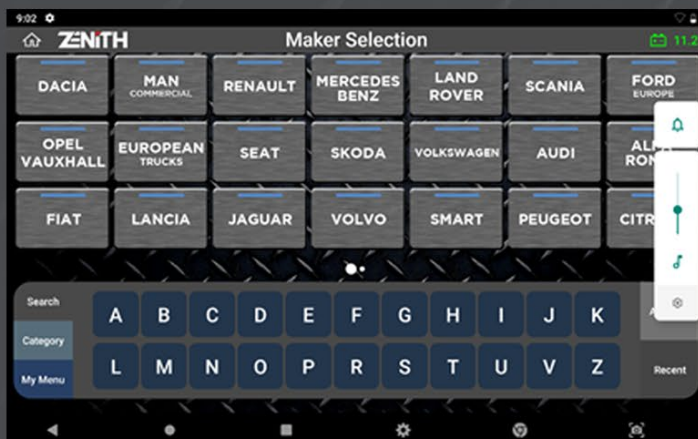 9:02
ZENITH
Maker Selection
11.2
DACIA
MAN
COMMERCIAL
RENAULT
MERCEDES
BENZ
LAND
ROVER
SCANIA
FORD
EUROPE
OPEL
VAUXHALL
EUROPEAN
TRUCKS
SEAT
SKODA
VOLKSWAGEN
AUDI
FIAT
LANCIA
JAGUAR
VOLVO
SMART
PEUGEOT
Search
Category
My Menu
A B C D E F G H I J K
L M N O P R S T U V Z
Recent